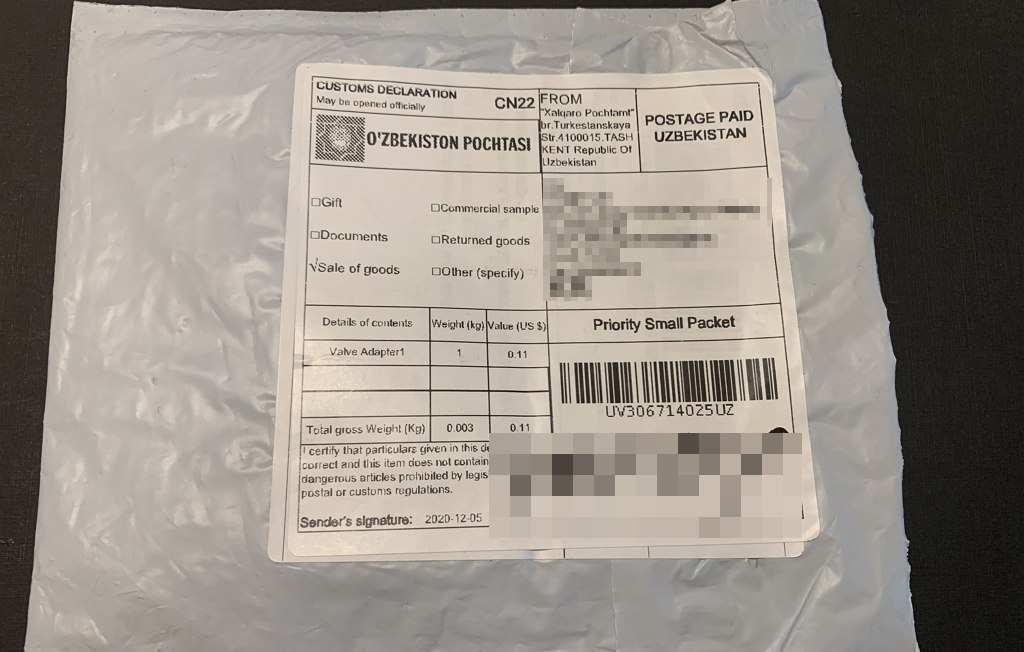 CUSTOMS DECLARATION
May be opened officially
CN22
O'ZBEKISTON POCHTASI
FROM
"Xalqaro Pochtamt"
br.Turkestanskaya
Str.4100015.TASH
KENT Republic Of
Uzbekistan
POSTAGE PAID
UZBEKISTAN
□Gift
□Commercial sample
□Documents
□Returned goods
√Sale of goods
□Other (specify)
Details of contents Weight (kg) Value (US $)
Valve Adapter1 1 0.11
Total gross Weight (Kg) 0.003 0.11
I certify that particulars given in this de
correct and this item does not contain
dangerous articles prohibited by legis
postal or customs regulations.
Sender's signature: 2020-12-05
Priority Small Packet
UV306714025UZ